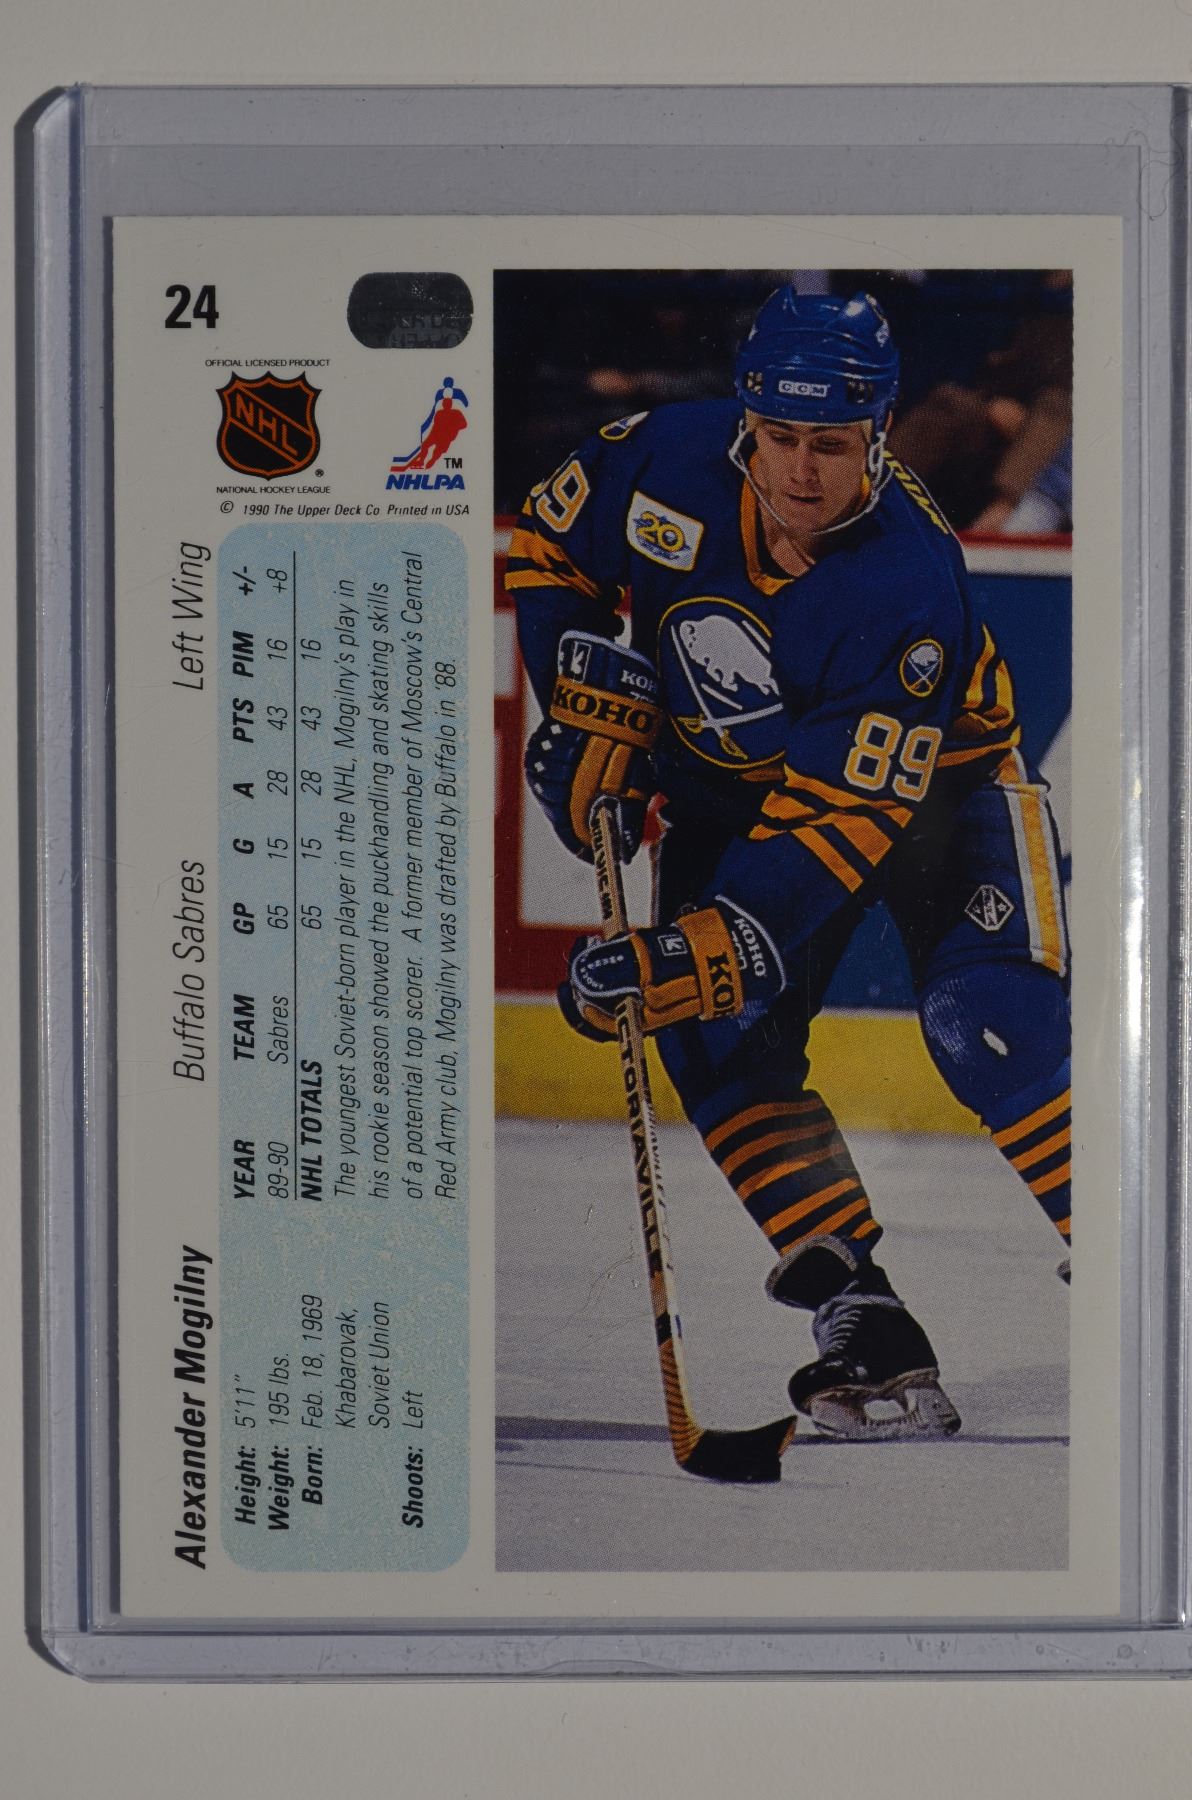 24
OFFICIAL LICENSED PRODUCT
NHL
®
NATIONAL HOCKEY LEAGUE
TM
NHLPA
© 1990 The Upper Deck Co. Printed in USA
Alexander Mogilny Buffalo Sabres Left Wing
Height: 5'11"
Weight: 195 lbs.
Born: Feb. 18, 1969
Khabarovak,
Soviet Union
Shoots: Left
YEAR TEAM GP G A PTS PIM +/-
89-90 Sabres 65 15 28 43 16 +8
NHL TOTALS 65 15 28 43 16
The youngest Soviet-born player in the NHL, Mogilny's play in
his rookie season showed the puckhandling and skating skills
of a potential top scorer. A former member of Moscow's Central
Red Army club, Mogilny was drafted by Buffalo in '88.
CCM
89
20
KOHO
KOHO
89
KOHO
VICTORIAVILLE